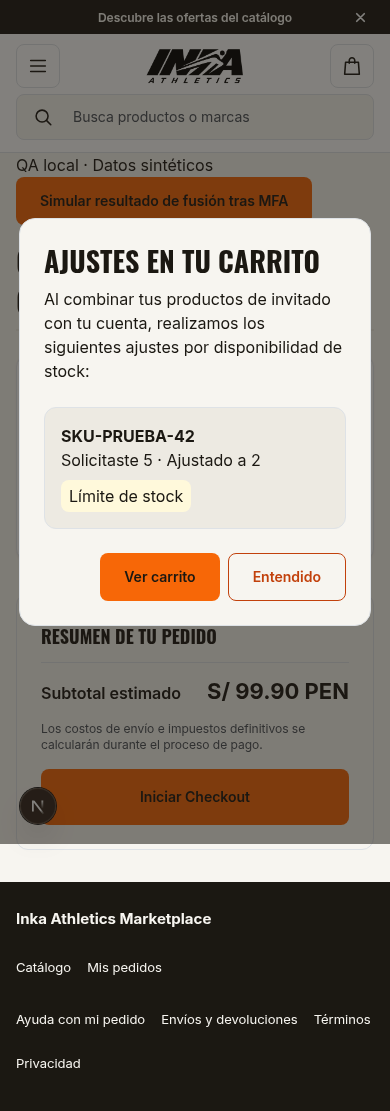 Descubre las ofertas del catálogo
INKA
ATHLETICS
Busca productos o marcas
QA local · Datos sintéticos
Simular resultado de fusión tras MFA
AJUSTES EN TU CARRITO
Al combinar tus productos de invitado
con tu cuenta, realizamos los
siguientes ajustes por disponibilidad de
stock:
SKU-PRUEBA-42
Solicitaste 5 · Ajustado a 2
Límite de stock
Ver carrito
Entendido
RESUMEN DE TU PEDIDO
Subtotal estimado S/ 99.90 PEN
Los costos de envío e impuestos definitivos se
calcularán durante el proceso de pago.
Iniciar Checkout
N
Inka Athletics Marketplace
Catálogo Mis pedidos
Ayuda con mi pedido Envíos y devoluciones Términos
Privacidad